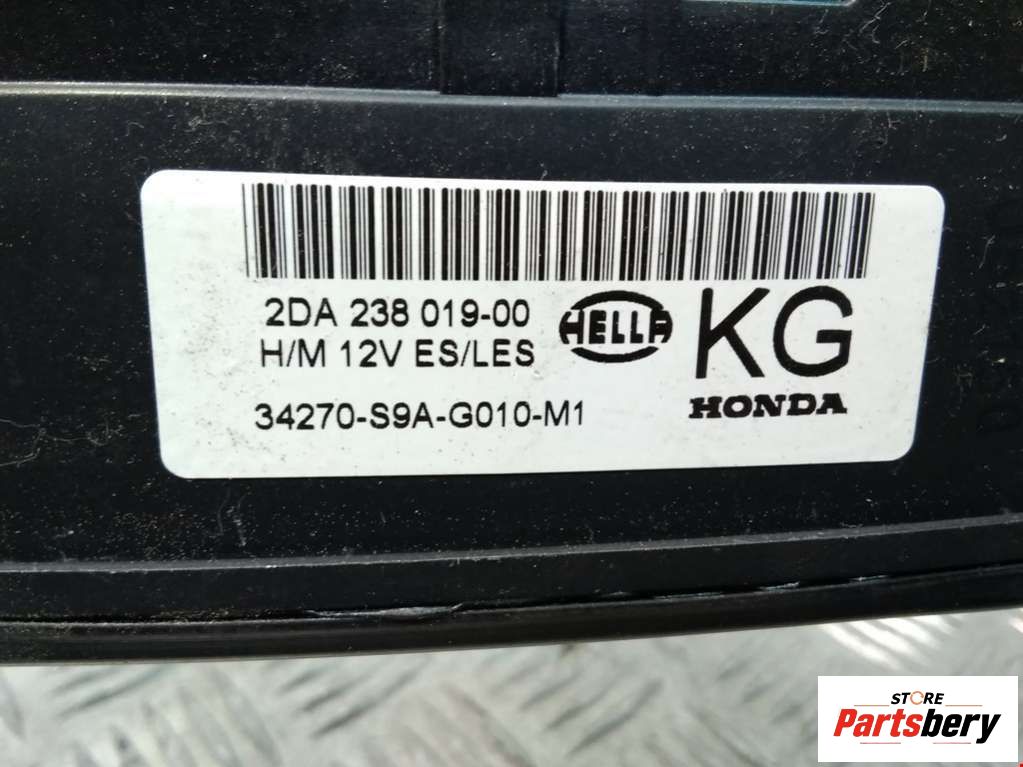 2DA 238 019-00
H/M 12V ES/LES
HELLA
KG
34270-S9A-G010-M1
HONDA
STORE
Partsbery